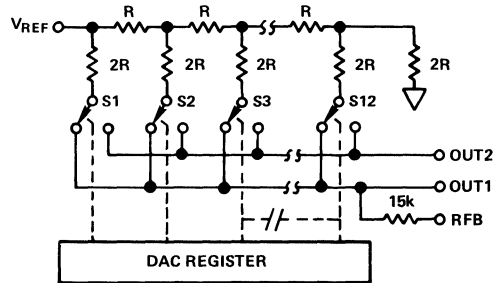 R R R
VREF
2R 2R 2R 2R 2R
S1 S2 S3 S12
OUT2
OUT1
15k
RFB
DAC REGISTER